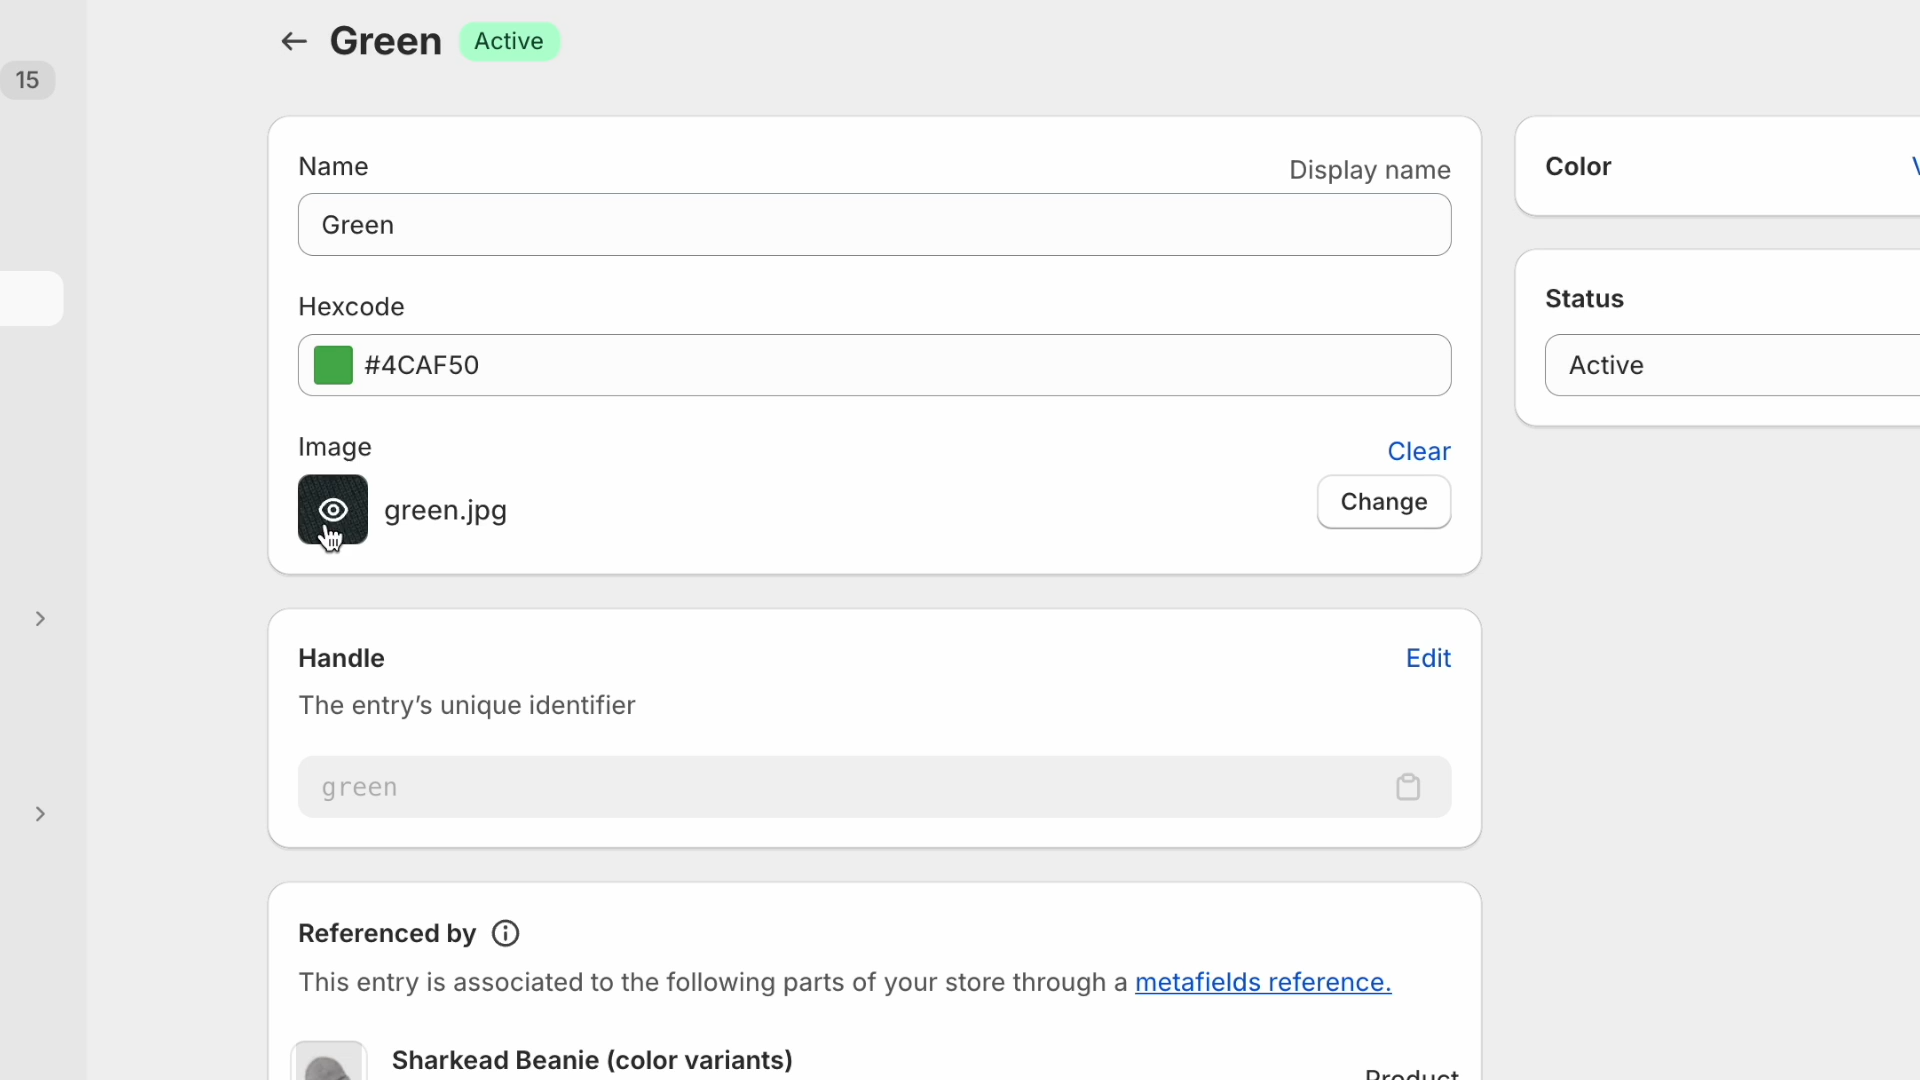 Green Active
15
Name Display name
Green
Hexcode
#4CAF50
Image Clear
green.jpg Change
Handle Edit
The entry’s unique identifier
green
Referenced by
This entry is associated to the following parts of your store through a metafields reference.
Sharkead Beanie (color variants)
Product
Color
Status
Active